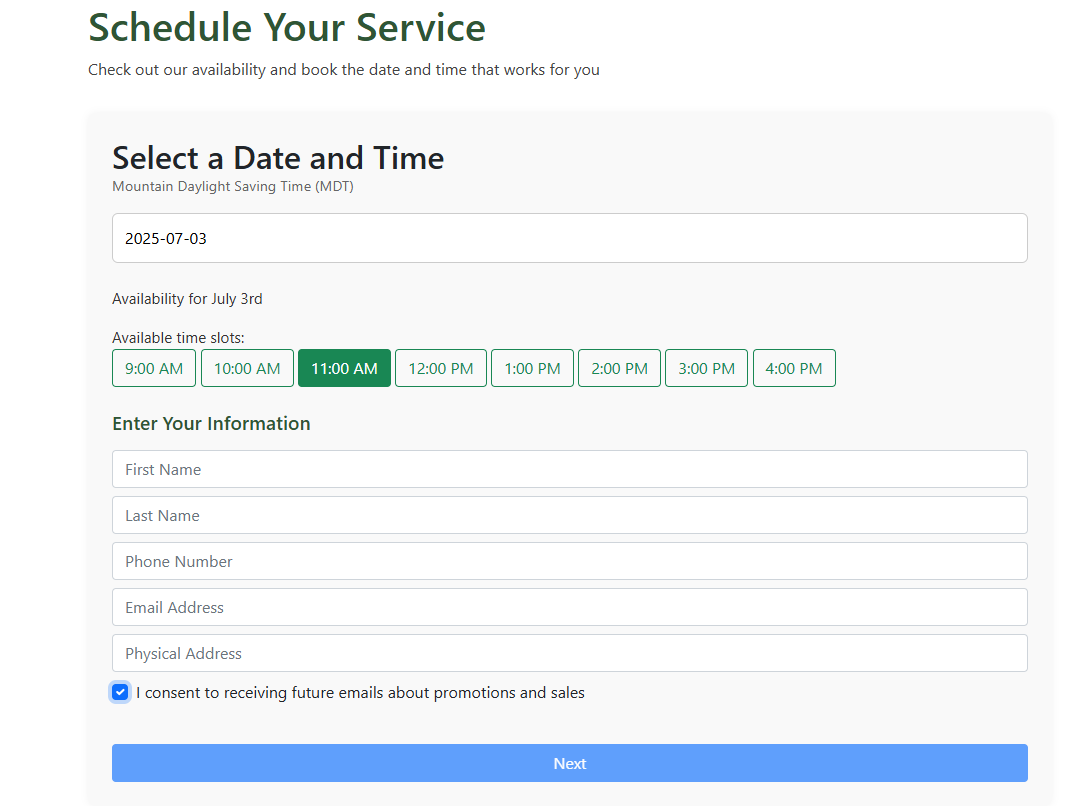 Schedule Your Service
Check out our availability and book the date and time that works for you
Select a Date and Time
Mountain Daylight Saving Time (MDT)
2025-07-03
Availability for July 3rd
Available time slots:
9:00 AM 10:00 AM 11:00 AM 12:00 PM 1:00 PM 2:00 PM 3:00 PM 4:00 PM
Enter Your Information
First Name
Last Name
Phone Number
Email Address
Physical Address
I consent to receiving future emails about promotions and sales
Next